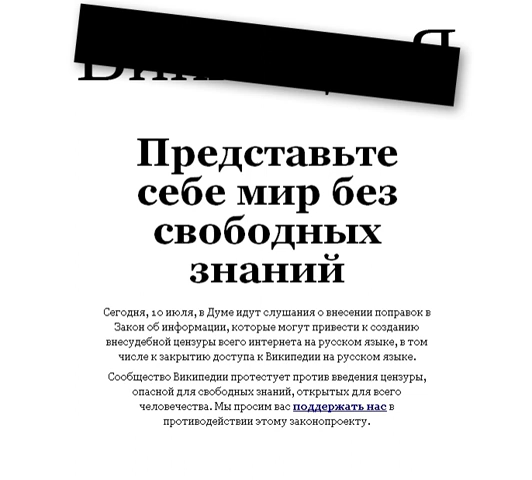 Представьте
себе мир без
свободных
знаний
Сегодня, 10 июля, в Думе идут слушания о внесении поправок в
Закон об информации, которые могут привести к созданию
внесудебной цензуры всего интернета на русском языке, в том
числе к закрытию доступа к Википедии на русском языке.
Сообщество Википедии протестует против введения цензуры,
опасной для свободных знаний, открытых для всего
человечества. Мы просим вас поддержать нас в
противодействии этому законопроекту.